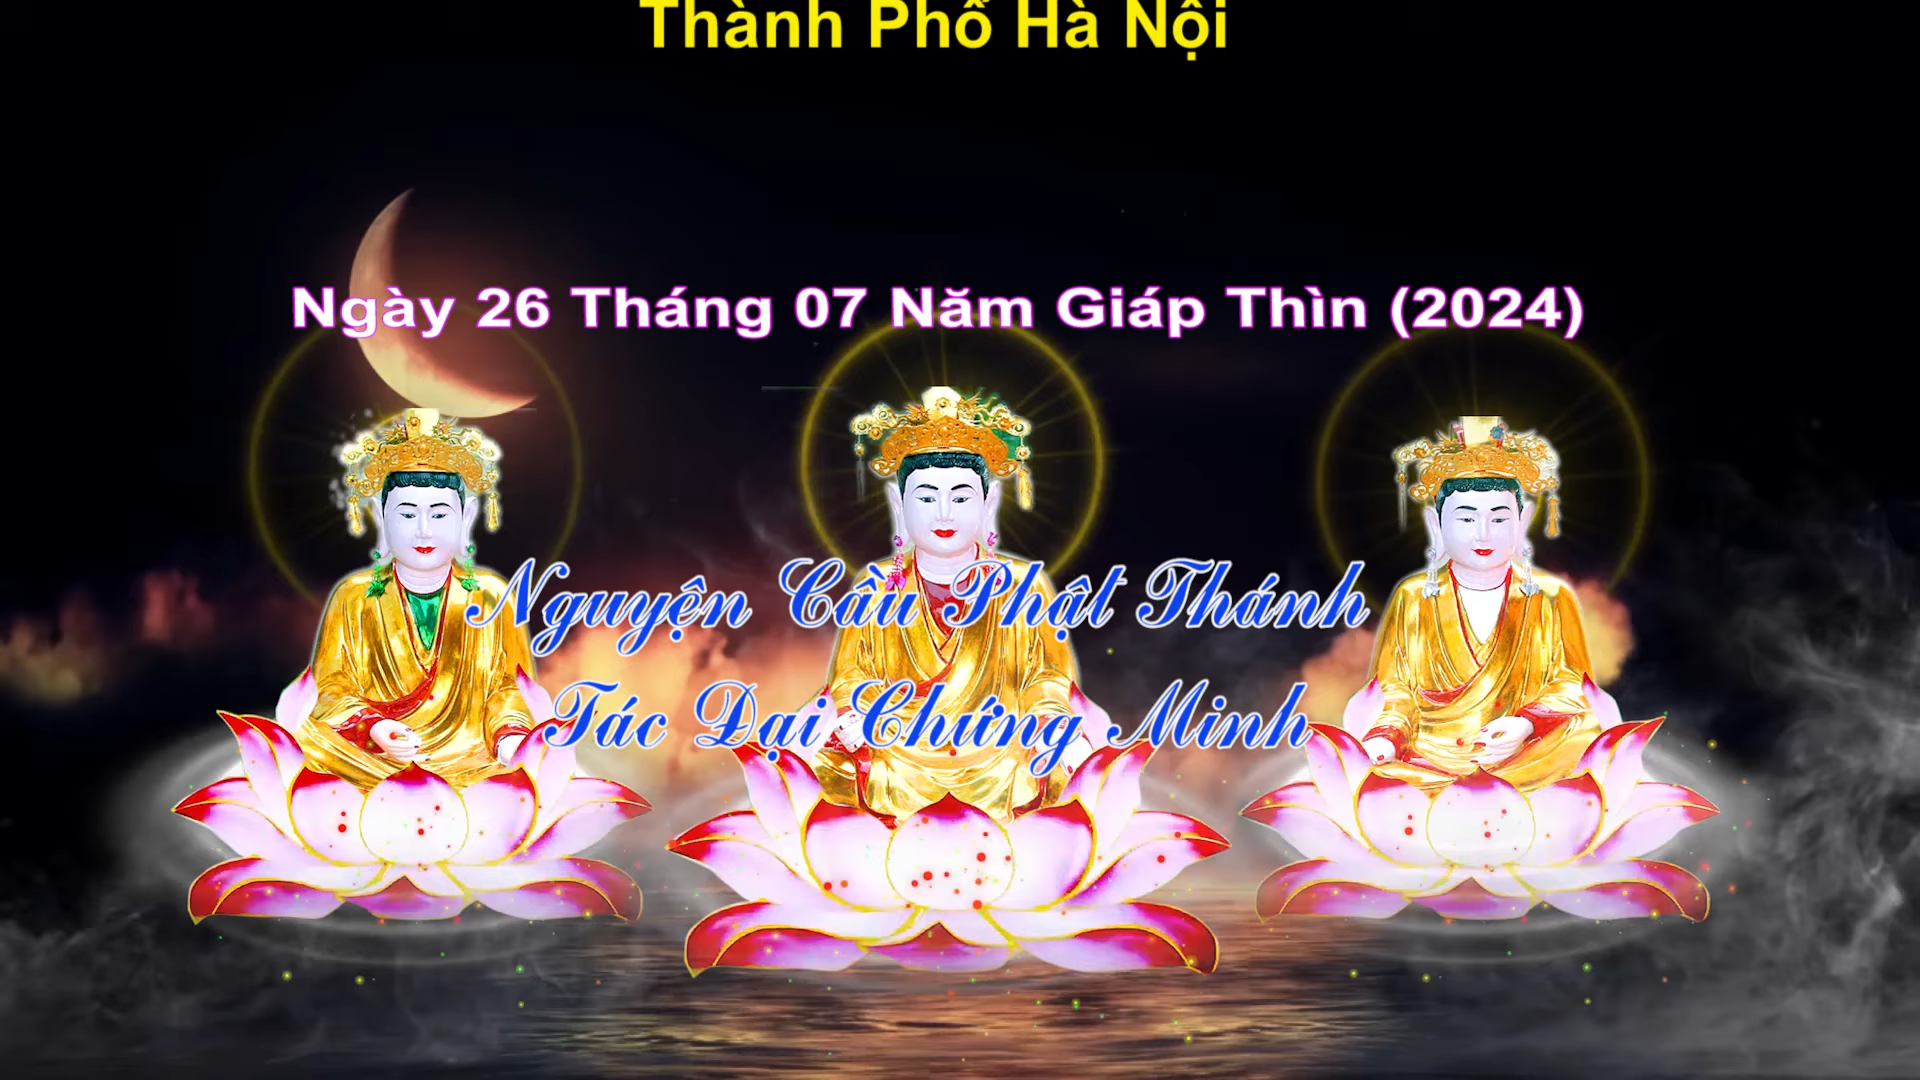 Thành Phố Hà Nội
Ngày 26 Tháng 07 Năm Giáp Thìn (2024)
Nguyện Cầu Phật Thánh
Tác Đại Chứng Minh